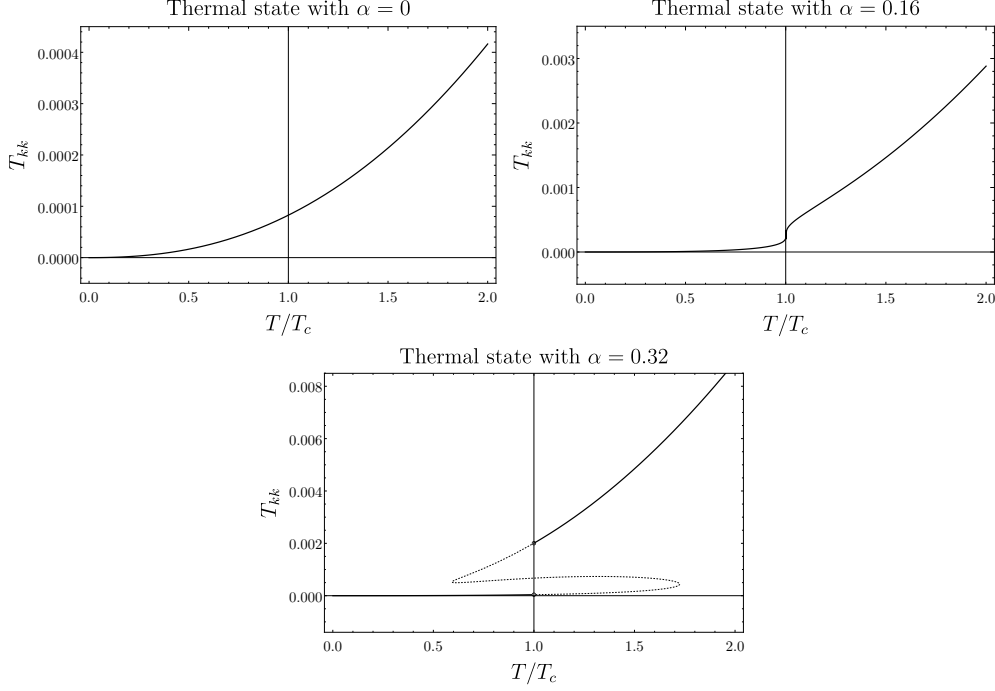 Thermal state with α = 0
0.0004
0.0003
0.0002
0.0001
0.0000
T_{kk}
0.0 0.5 1.0 1.5 2.0
T/T_c
Thermal state with α = 0.16
0.003
0.002
0.001
0.000
T_{kk}
0.0 0.5 1.0 1.5 2.0
T/T_c
Thermal state with α = 0.32
0.008
0.006
0.004
0.002
0.000
T_{kk}
0.0 0.5 1.0 1.5 2.0
T/T_c